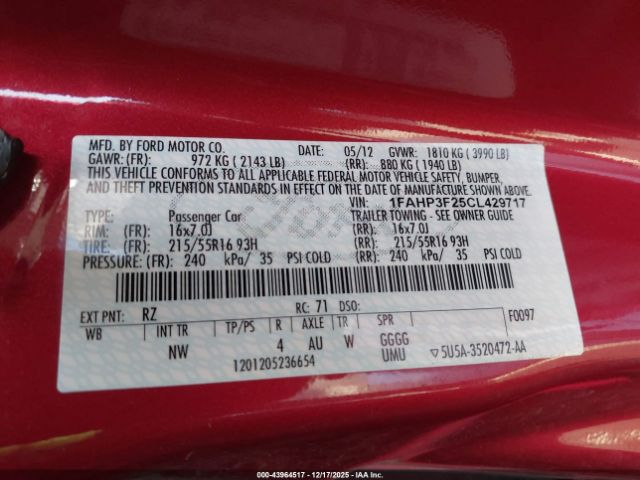 MFD. BY FORD MOTOR CO. DATE: 05/12 GVWR: 1810 KG ( 3990 LB)
GAWR: (FR): 972 KG ( 2143 LB) (RR): 880 KG ( 1940 LB)
THIS VEHICLE CONFORMS TO ALL APPLICABLE FEDERAL MOTOR VEHICLE SAFETY, BUMPER,
AND THEFT PREVENTION STANDARDS IN EFFECT ON THE DATE OF MANUFACTURE SHOWN ABOVE.
VIN: 1FAHP3F25CL429717
TYPE: Passenger Car TRAILER TOWING - SEE OWNER MANUAL
RIM: (FR): 16x7.0J (RR): 16x7.0J
TIRE: (FR): 215/55R16 93H (RR): 215/55R16 93H
PRESSURE: (FR): 240 kPa/ 35 PSI COLD (RR): 240 kPa/ 35 PSI COLD
EXT PNT: RZ RC: 71 DSO: F0097
WB INT TR TP/PS R AXLE TR SPR
NW 4 AU W GGGG
UMU
1201205236654 ▽5U5A-3520472-AA
000-43964517 - 12/17/2025 - IAA Inc.